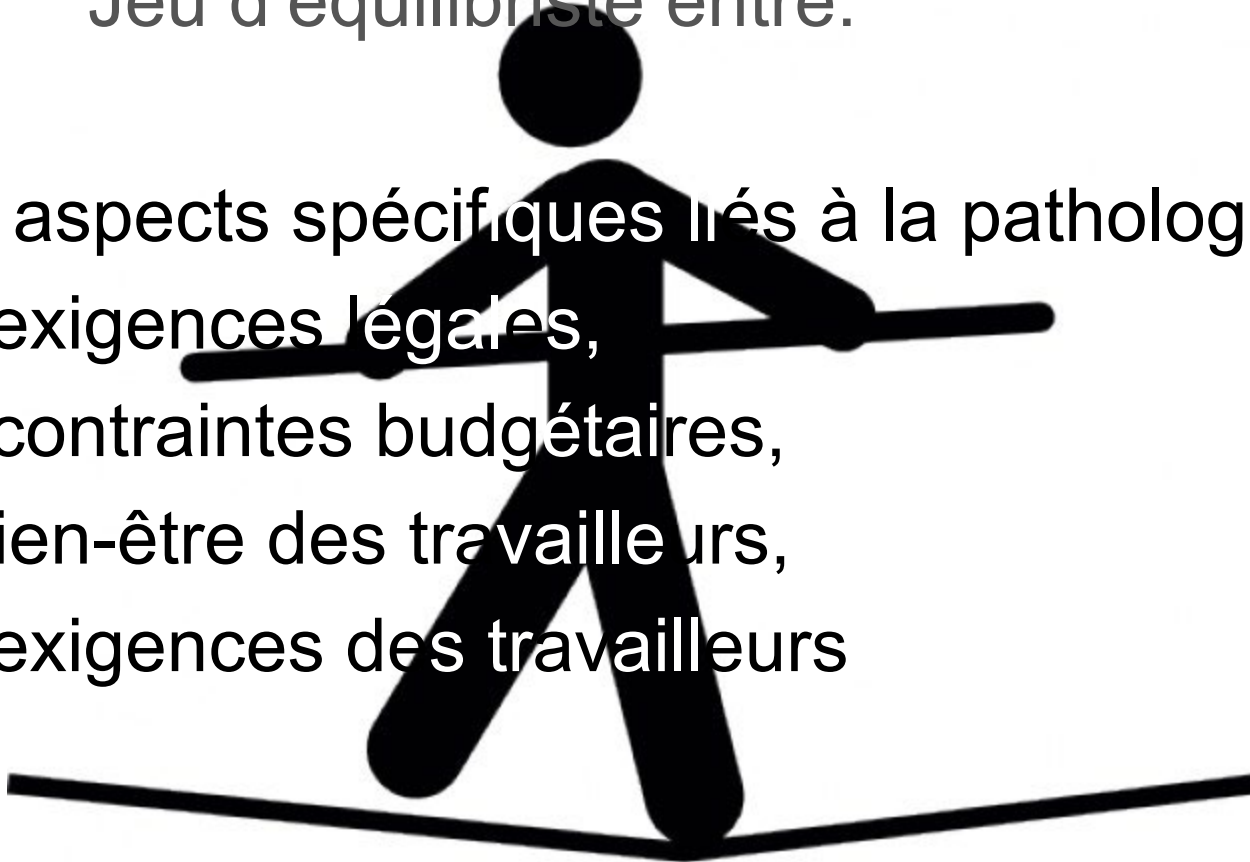 Jeu d'équilibriste entre:
aspects spécifiques liés à la patholog
exigences légales,
contraintes budgétaires,
ien-être des travailleurs,
exigences des travailleurs